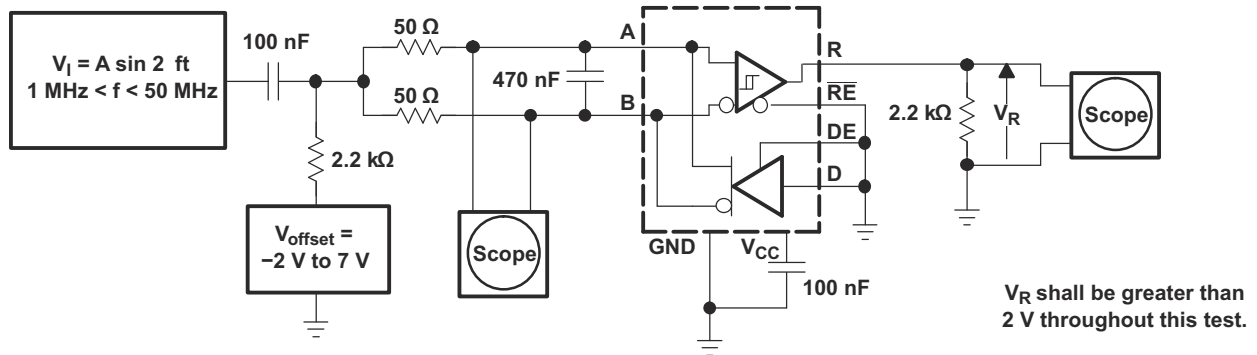 V_I = A sin 2 ft
1 MHz < f < 50 MHz
100 nF
50 Ω
50 Ω
2.2 kΩ
V_offset =
−2 V to 7 V
Scope
470 nF
A
B
GND
V_CC
100 nF
R
R̅E̅
DE
D
2.2 kΩ
V_R
Scope
V_R shall be greater than
2 V throughout this test.